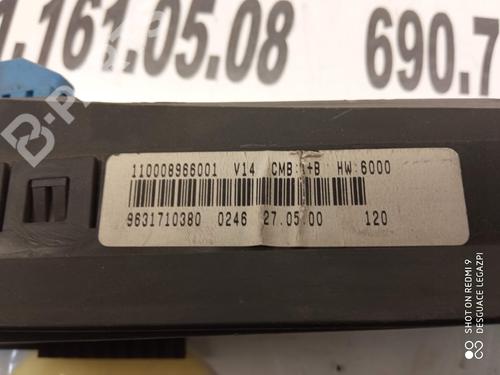 1.161.05.08
690.7
110008966001 V14 CMB: +B HW:6000
9631710380 0246 27.05.00 120
SHOT ON REDMI 9
DESGUACE LEGAZPI